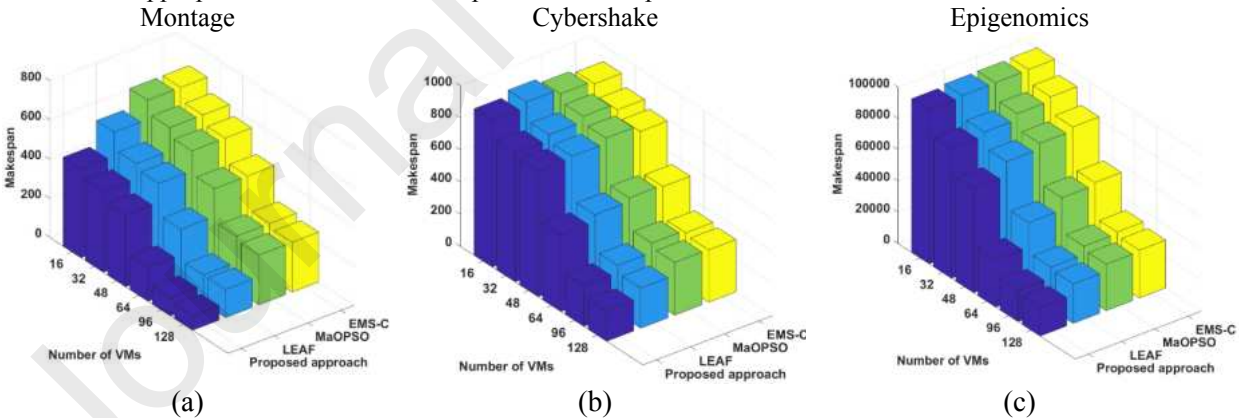 Montage
Cybershake
Epigenomics
800
600
400
200
0
Makespan
16
32
48
64
96
128
Number of VMs
EMS-C
MaOPSO
LEAF
Proposed approach
(a)
1000
800
600
400
200
0
Makespan
16
32
48
64
96
128
Number of VMs
EMS-C
MaOPSO
LEAF
Proposed approach
(b)
100000
80000
60000
40000
20000
0
Makespan
16
32
48
64
96
128
Number of VMs
EMS-C
MaOPSO
LEAF
Proposed approach
(c)